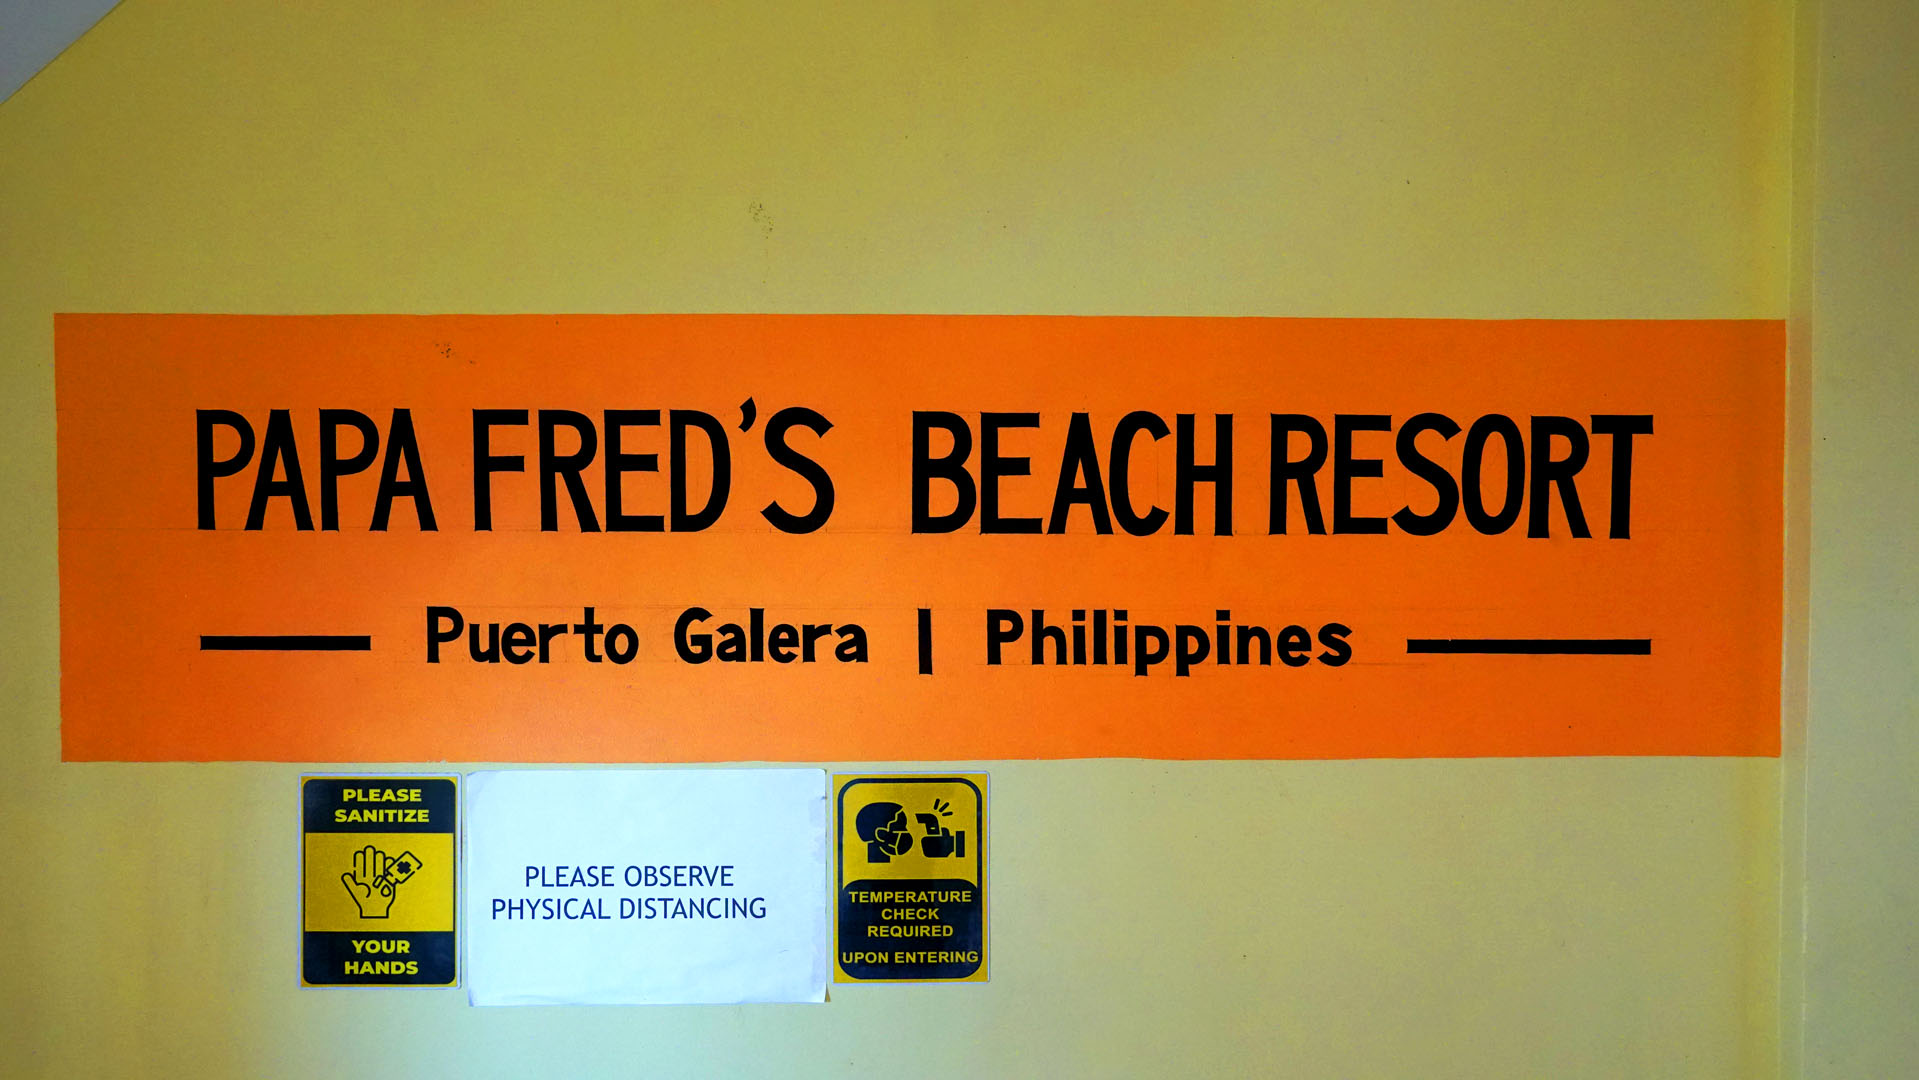 PAPA FRED'S BEACH RESORT
Puerto Galera | Philippines
PLEASE
SANITIZE
YOUR
HANDS
PLEASE OBSERVE
PHYSICAL DISTANCING
TEMPERATURE
CHECK
REQUIRED
UPON ENTERING